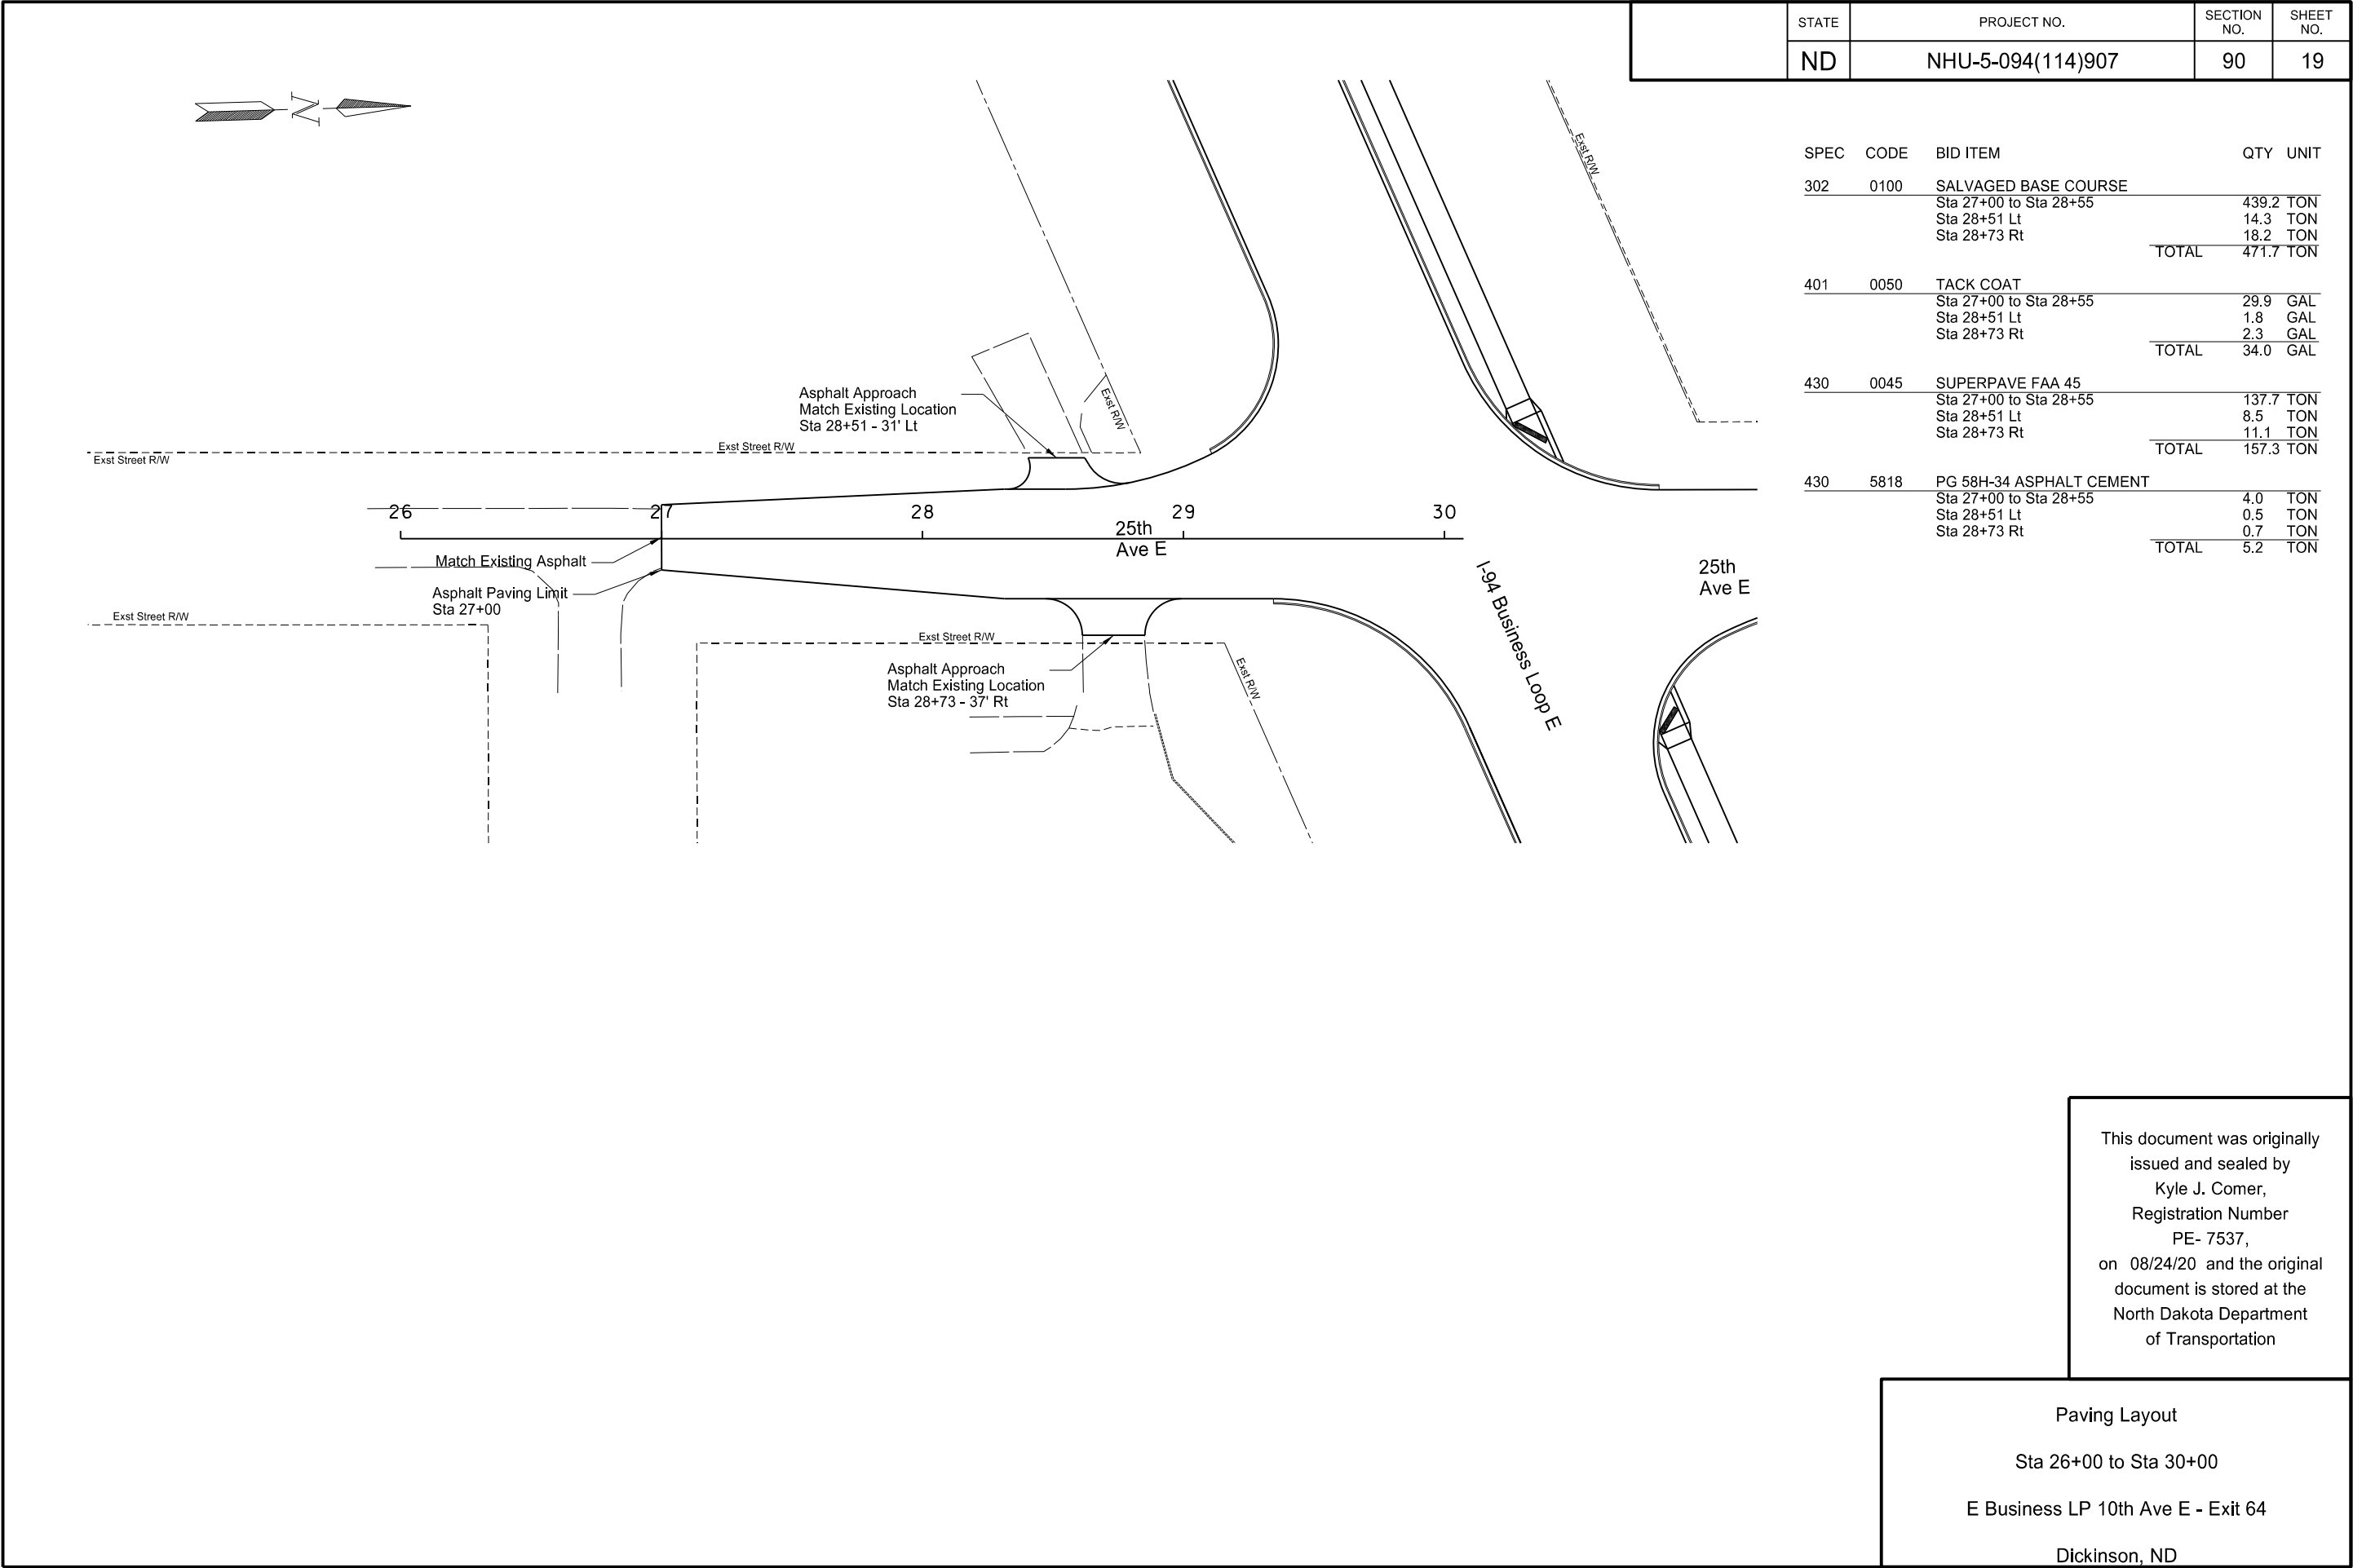 STATE PROJECT NO. SECTION NO. SHEET NO.
ND NHU-5-094(114)907 90 19
N
SPEC CODE BID ITEM QTY UNIT
302 0100 SALVAGED BASE COURSE
Sta 27+00 to Sta 28+55 439.2 TON
Sta 28+51 Lt 14.3 TON
Sta 28+73 Rt 18.2 TON
TOTAL 471.7 TON
401 0050 TACK COAT
Sta 27+00 to Sta 28+55 29.9 GAL
Sta 28+51 Lt 1.8 GAL
Sta 28+73 Rt 2.3 GAL
TOTAL 34.0 GAL
430 0045 SUPERPAVE FAA 45
Sta 27+00 to Sta 28+55 137.7 TON
Sta 28+51 Lt 8.5 TON
Sta 28+73 Rt 11.1 TON
TOTAL 157.3 TON
430 5818 PG 58H-34 ASPHALT CEMENT
Sta 27+00 to Sta 28+55 4.0 TON
Sta 28+51 Lt 0.5 TON
Sta 28+73 Rt 0.7 TON
TOTAL 5.2 TON
Exst R/W
Asphalt Approach
Match Existing Location
Sta 28+51 - 31' Lt
Exst R/W
Exst Street R/W
Exst Street R/W
26 27 28 29 30
25th
Ave E
Match Existing Asphalt
Asphalt Paving Limit
Sta 27+00
Exst Street R/W
Exst Street R/W
Asphalt Approach
Match Existing Location
Sta 28+73 - 37' Rt
Exst R/W
I-94 Business Loop E
25th
Ave E
This document was originally
issued and sealed by
Kyle J. Comer,
Registration Number
PE- 7537,
on 08/24/20 and the original
document is stored at the
North Dakota Department
of Transportation
Paving Layout
Sta 26+00 to Sta 30+00
E Business LP 10th Ave E - Exit 64
Dickinson, ND